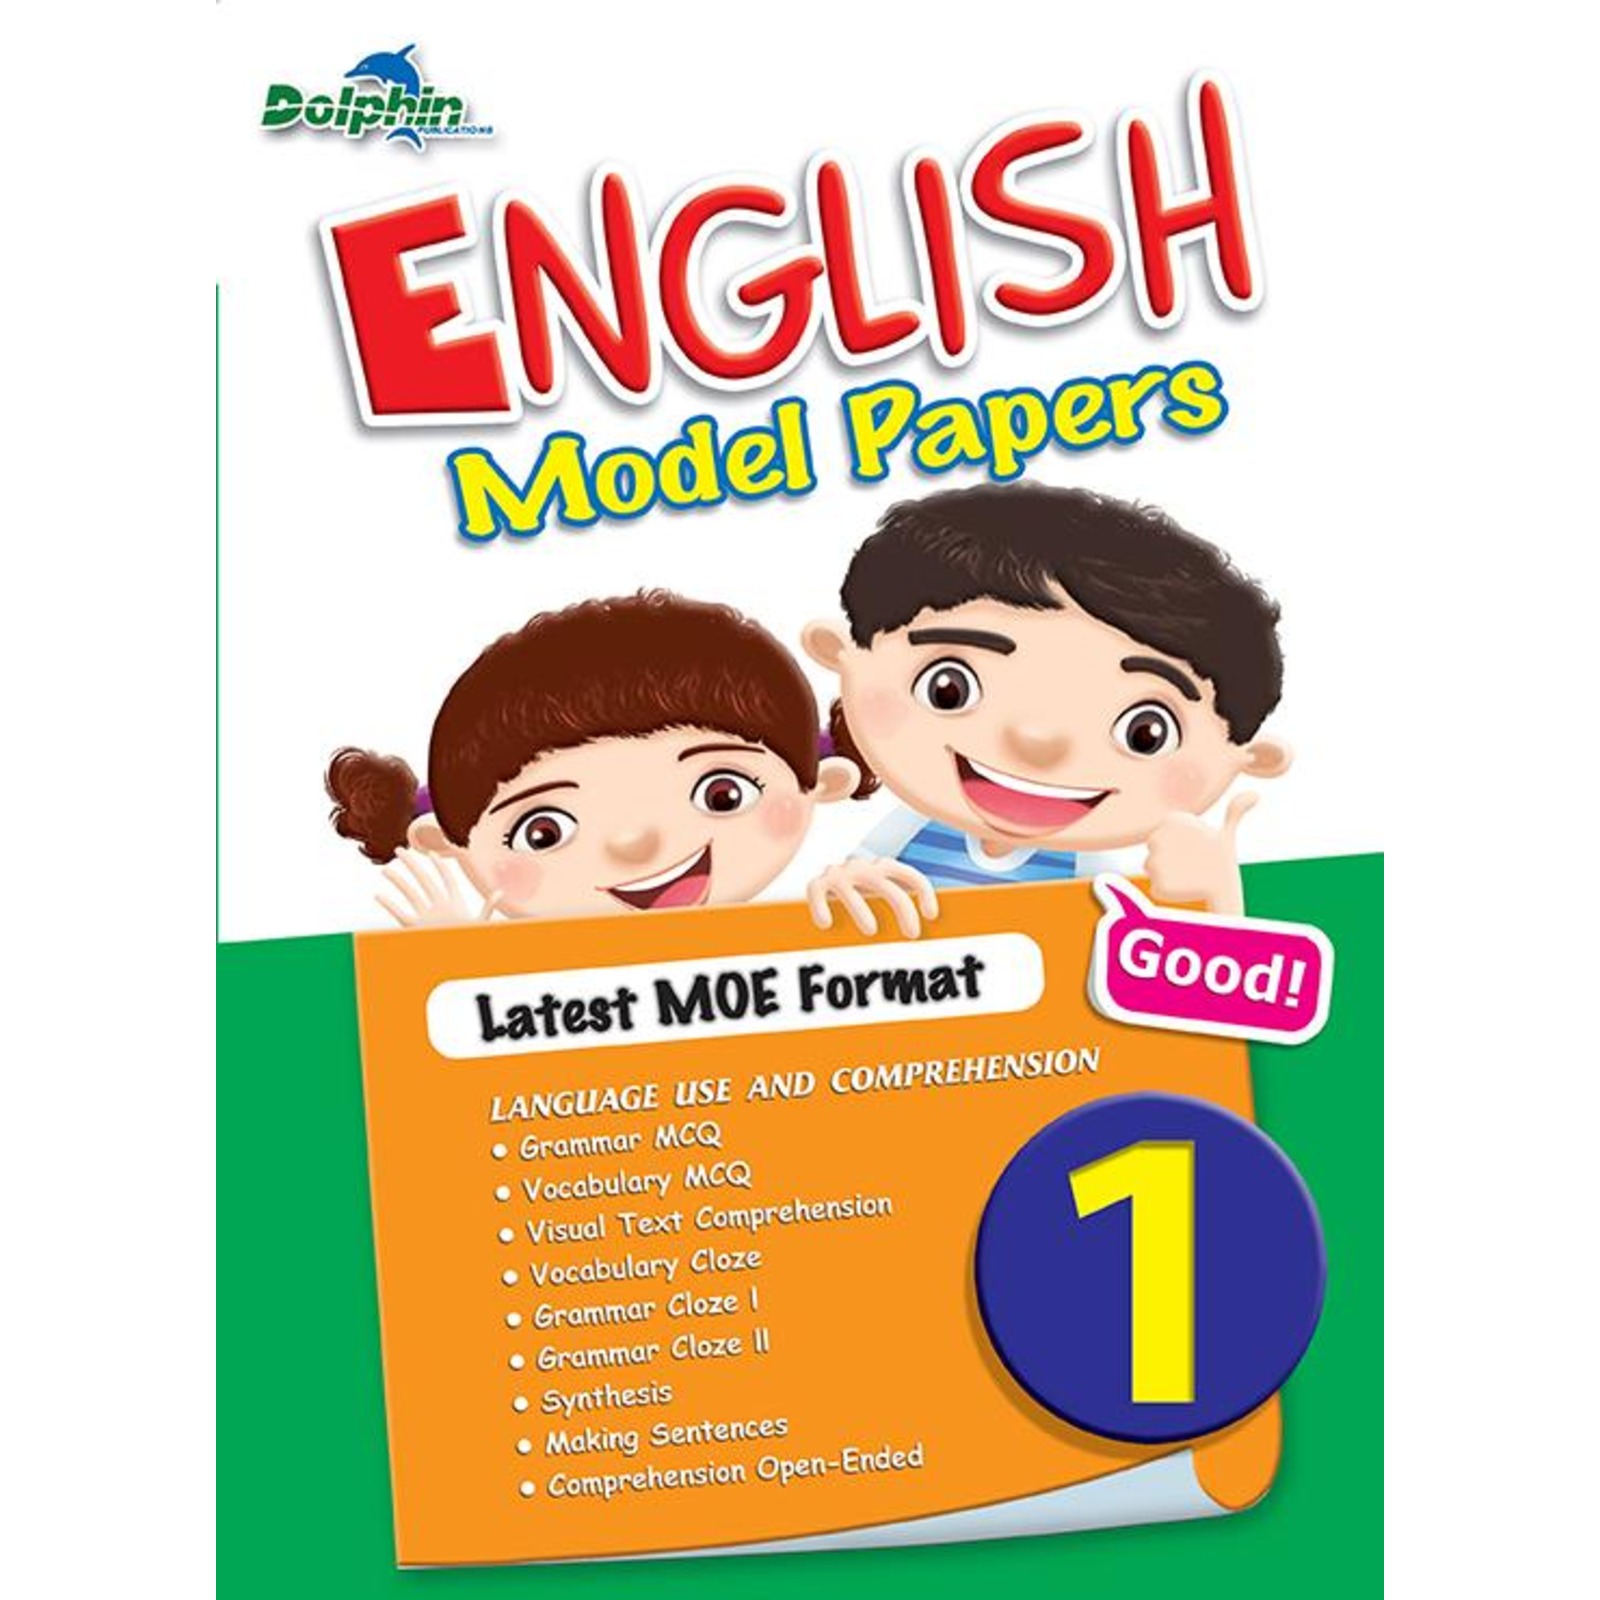 Dolphin
PUBLICATIONS
ENGLISH
Model Papers
Good!
Latest MOE Format
LANGUAGE USE AND COMPREHENSION
• Grammar MCQ
• Vocabulary MCQ
• Visual Text Comprehension
• Vocabulary Cloze
• Grammar Cloze I
• Grammar Cloze II
• Synthesis
• Making Sentences
• Comprehension Open-Ended
1